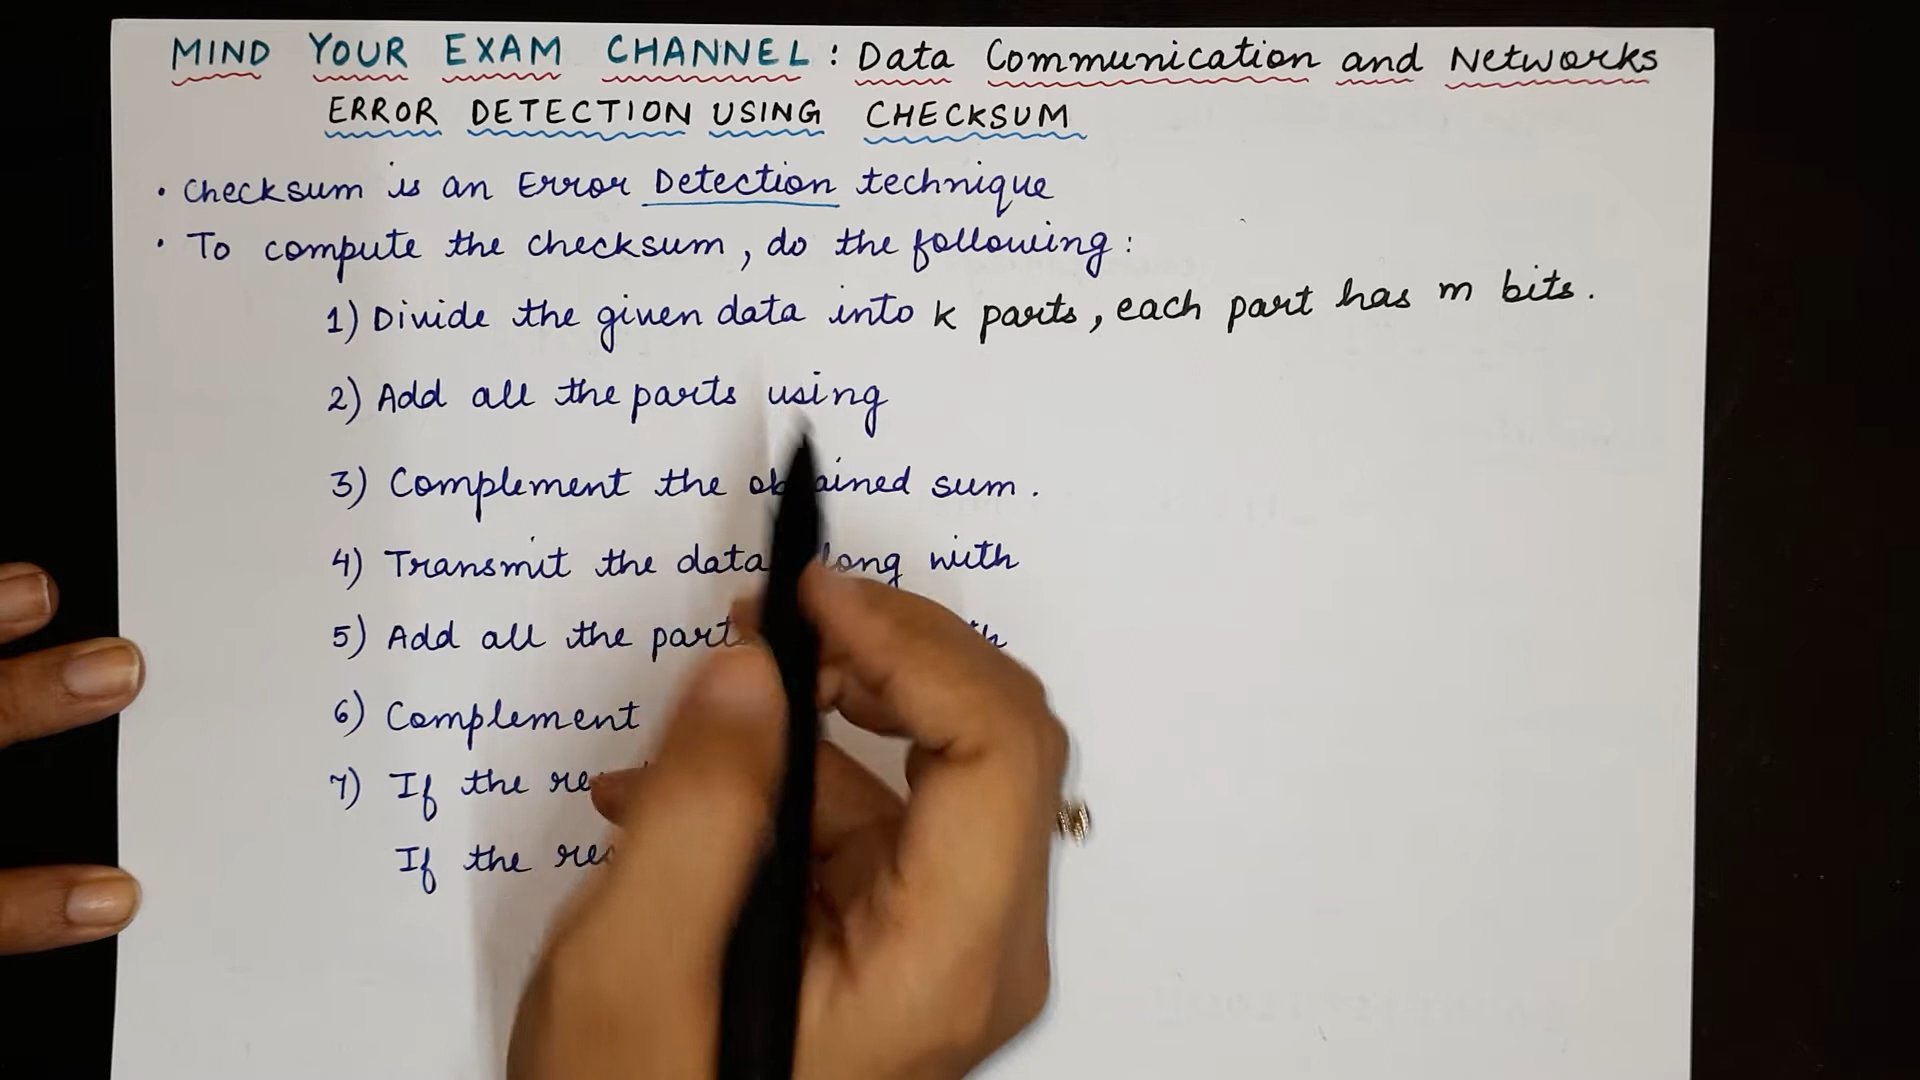 MIND YOUR EXAM CHANNEL : Data Communication and Networks
ERROR DETECTION USING CHECKSUM
• Checksum is an Error Detection technique
• To compute the checksum, do the following:
1) Divide the given data into k parts, each part has m bits.
2) Add all the parts using
3) Complement the sum.
4) Transmit the data with
5) Add all the
6) Complement
7) If the
If the